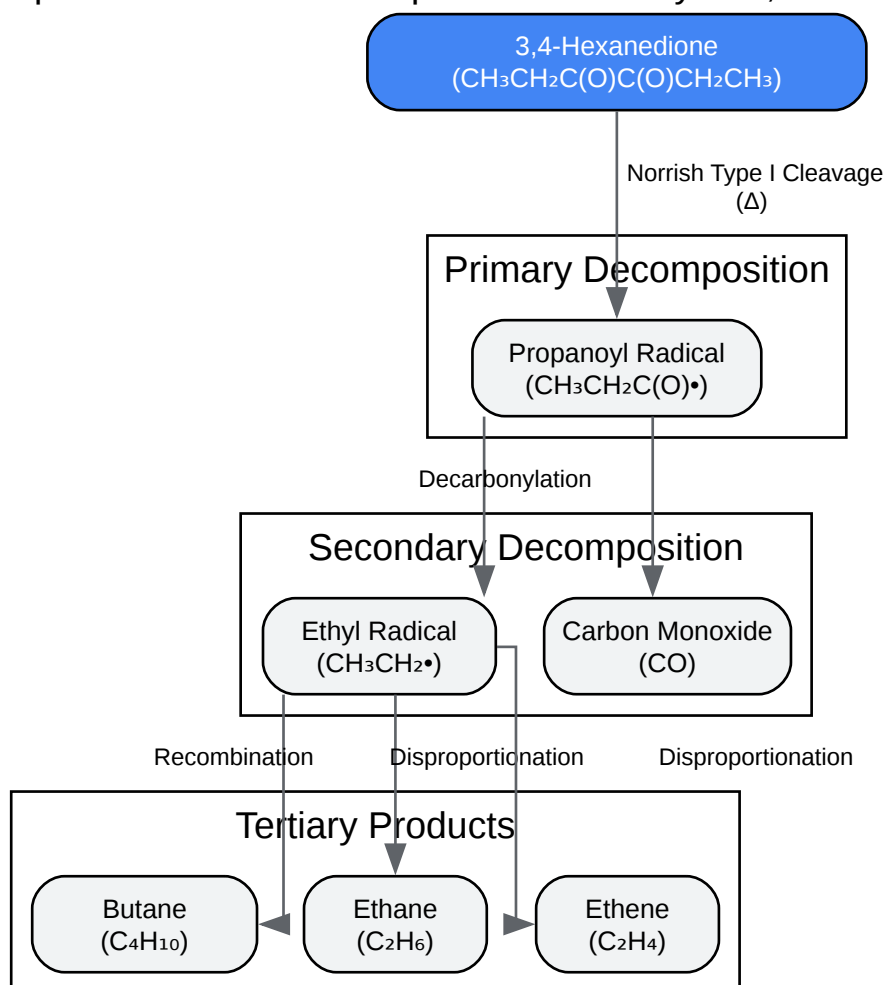 3,4-Hexanedione
(CH₃CH₂C(O)C(O)CH₂CH₃)
Norrish Type I Cleavage
(Δ)
Primary Decomposition
Propanoyl Radical
(CH₃CH₂C(O)•)
Decarbonylation
Secondary Decomposition
Ethyl Radical
(CH₃CH₂•)
Carbon Monoxide
(CO)
Recombination
Disproportionation
Disproportionation
Tertiary Products
Butane
(C₄H₁₀)
Ethane
(C₂H₆)
Ethene
(C₂H₄)